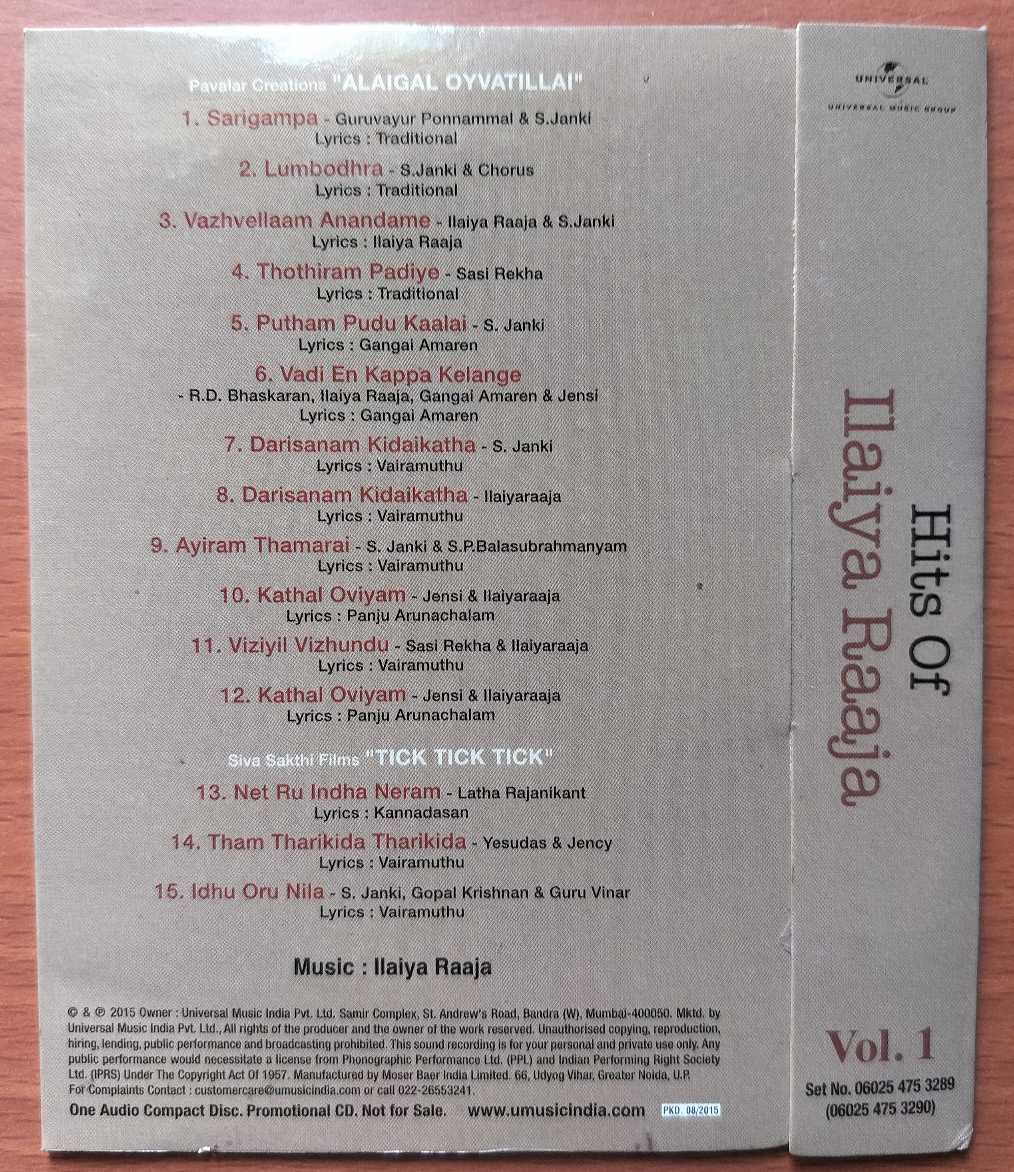 Pavalar Creations "ALAIGAL OYVATILLAI"
1. Sarigampa - Guruvayur Ponnammal & S.Janki
Lyrics : Traditional
2. Lumbodhra - S.Janki & Chorus
Lyrics : Traditional
3. Vazhvellaam Anandame - Ilaiya Raaja & S.Janki
Lyrics : Ilaiya Raaja
4. Thothiram Padiye - Sasi Rekha
Lyrics : Traditional
5. Putham Pudu Kaalai - S. Janki
Lyrics : Gangai Amaren
6. Vadi En Kappa Kelange
- R.D. Bhaskaran, Ilaiya Raaja, Gangai Amaren & Jensi
Lyrics : Gangai Amaren
7. Darisanam Kidaikatha - S. Janki
Lyrics : Vairamuthu
8. Darisanam Kidaikatha - Ilaiyaraaja
Lyrics : Vairamuthu
9. Ayiram Thamarai - S. Janki & S.P.Balasubrahmanyam
Lyrics : Vairamuthu
10. Kathal Oviyam - Jensi & Ilaiyaraaja
Lyrics : Panju Arunachalam
11. Viziyil Vizhundu - Sasi Rekha & Ilaiyaraaja
Lyrics : Vairamuthu
12. Kathal Oviyam - Jensi & Ilaiyaraaja
Lyrics : Panju Arunachalam
Siva Sakthi Films "TICK TICK TICK"
13. Net Ru Indha Neram - Latha Rajanikant
Lyrics : Kannadasan
14. Tham Tharikida Tharikida - Yesudas & Jency
Lyrics : Vairamuthu
15. Idhu Oru Nila - S. Janki, Gopal Krishnan & Guru Vinar
Lyrics : Vairamuthu
Music : Ilaiya Raaja
© & ℗ 2015 Owner : Universal Music India Pvt. Ltd. Samir Complex, St. Andrew's Road, Bandra (W), Mumbai-400050. Mktd. by
Universal Music India Pvt. Ltd., All rights of the producer and the owner of the work reserved. Unauthorised copying, reproduction,
hiring, lending, public performance and broadcasting prohibited. This sound recording is for your personal and private use only. Any
public performance would necessitate a license from Phonographic Performance Ltd. (PPL) and Indian Performing Right Society
Ltd. (IPRS) Under The Copyright Act Of 1957. Manufactured by Moser Baer India Limited. 66, Udyog Vihar, Greater Noida, U.P.
For Complaints Contact : customercare@umusicindia.com or call 022-26553241.
One Audio Compact Disc. Promotional CD. Not for Sale. www.umusicindia.com PKD. 08/2015
UNIVERSAL
UNIVERSAL MUSIC GROUP
Hits Of
Ilaiya Raaja
Vol. 1
Set No. 06025 475 3289
(06025 475 3290)